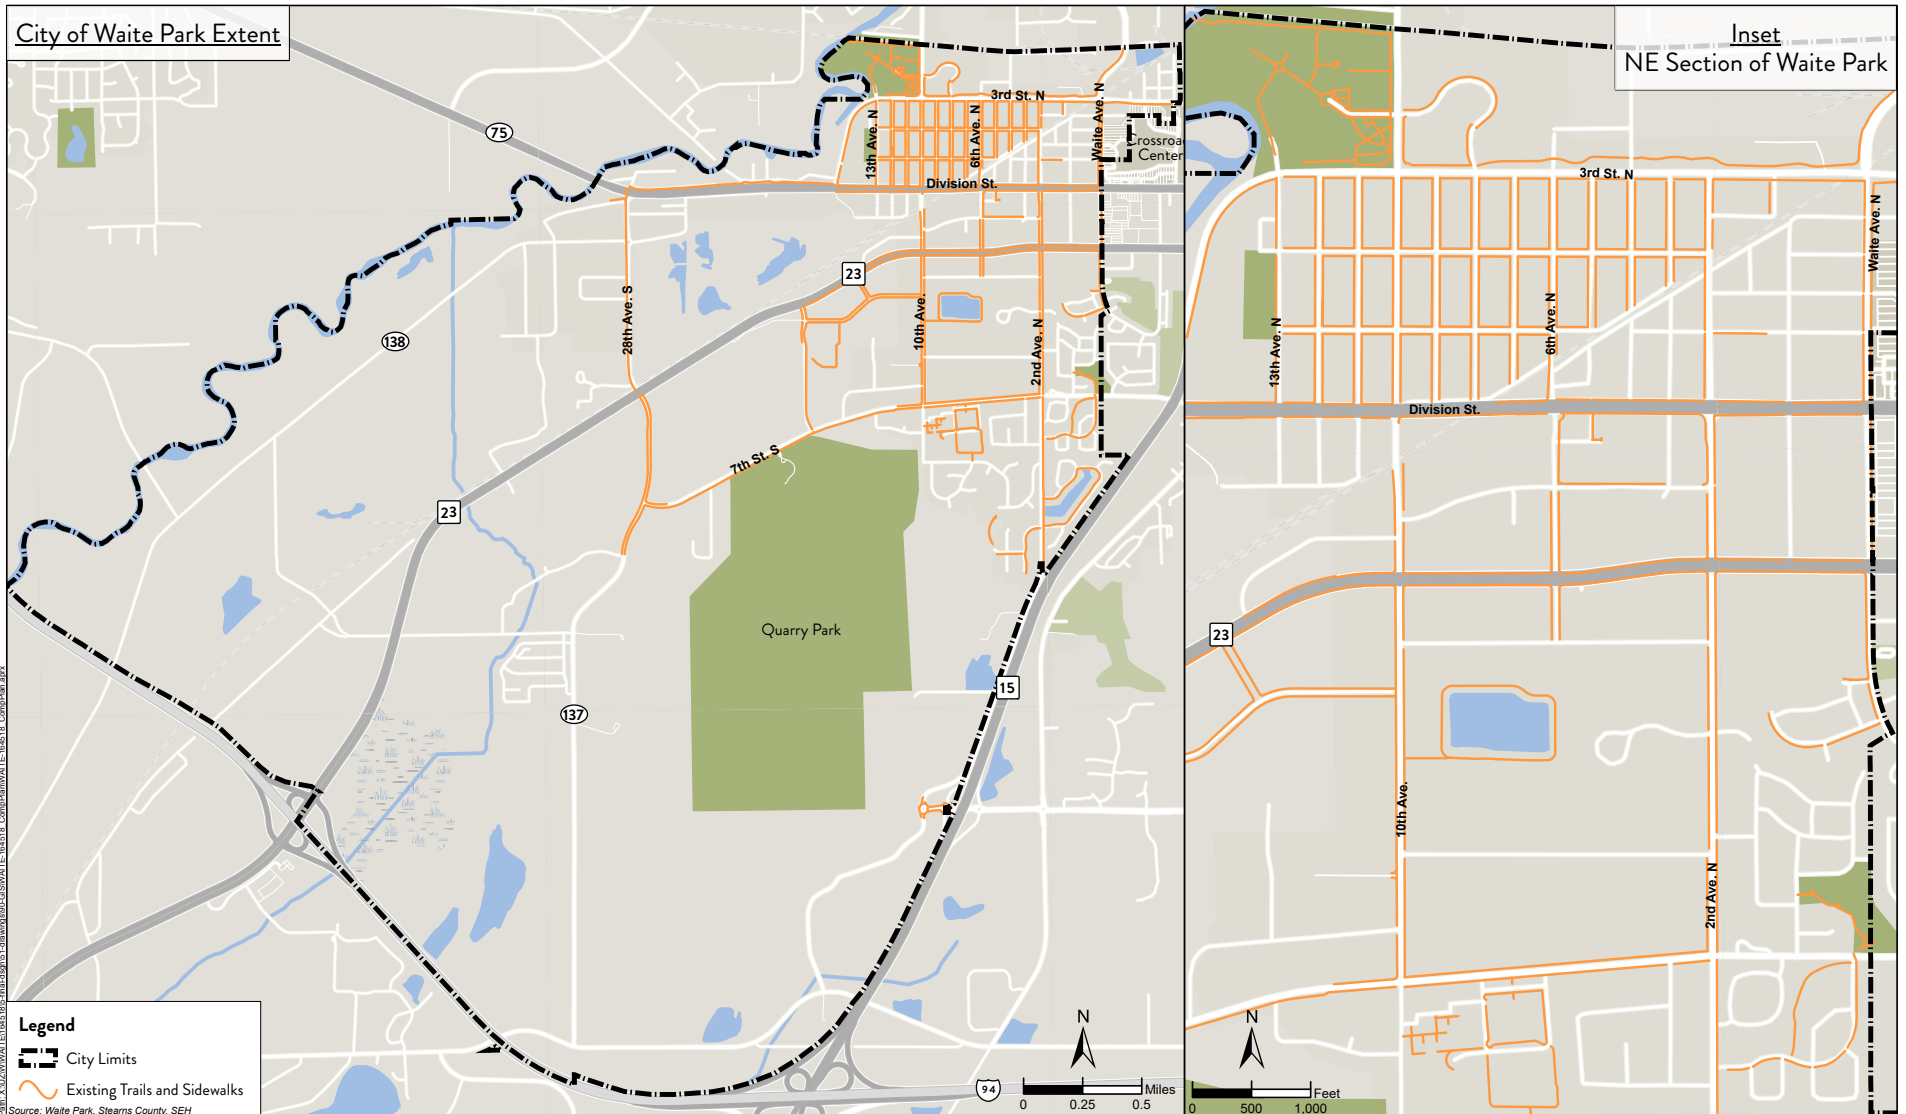 City of Waite Park Extent
Inset
NE Section of Waite Park
75
3rd St. N
13th Ave. N
6th Ave. N
Waite Ave. N
Crossroa
Center
Division St.
23
28th Ave. S
10th Ave.
2nd Ave. N
138
7th St. S
23
Quarry Park
15
137
94
N
Miles
0 0.25 0.5
3rd St. N
Waite Ave. N
13th Ave. N
6th Ave. N
Division St.
23
10th Ave.
2nd Ave. N
N
Feet
0 500 1,000
Legend
City Limits
Existing Trails and Sidewalks
Source: Waite Park, Stearns County, SEH